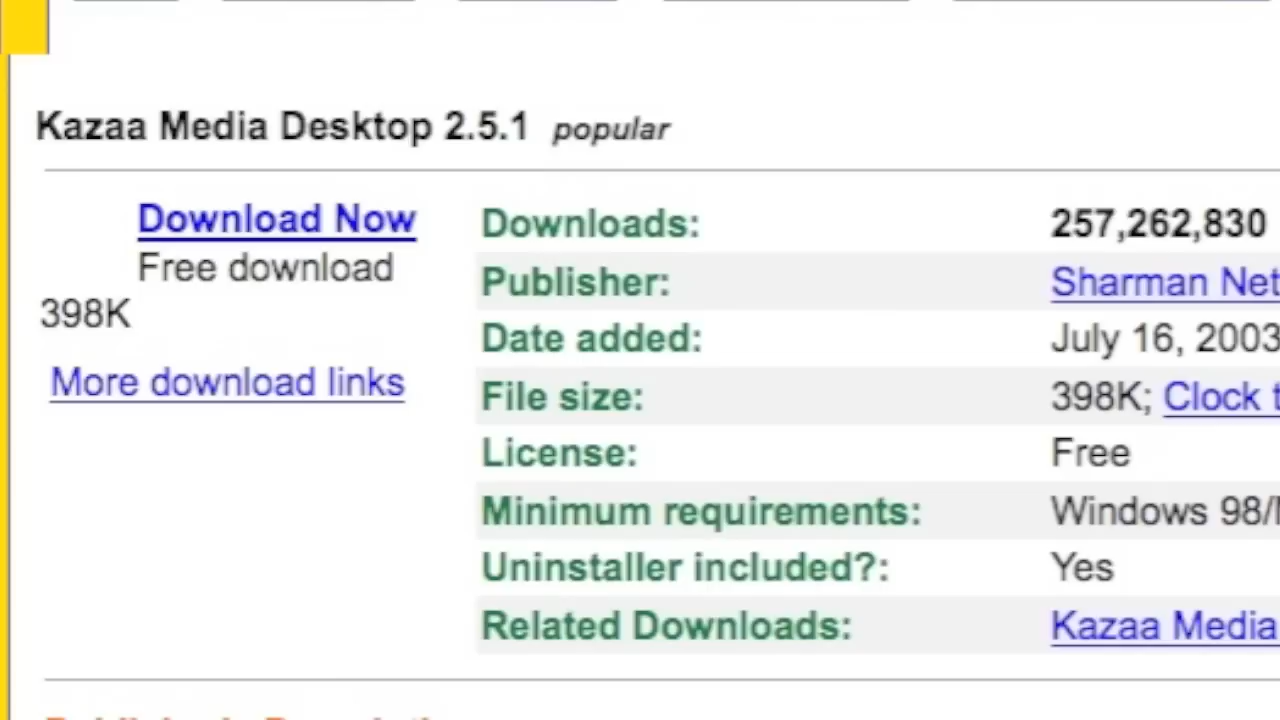 Kazaa Media Desktop 2.5.1 popular
Download Now
Free download
398K
More download links
Downloads: 257,262,830
Publisher: Sharman Net
Date added: July 16, 2003
File size: 398K; Clock t
License: Free
Minimum requirements: Windows 98/
Uninstaller included?: Yes
Related Downloads: Kazaa Media